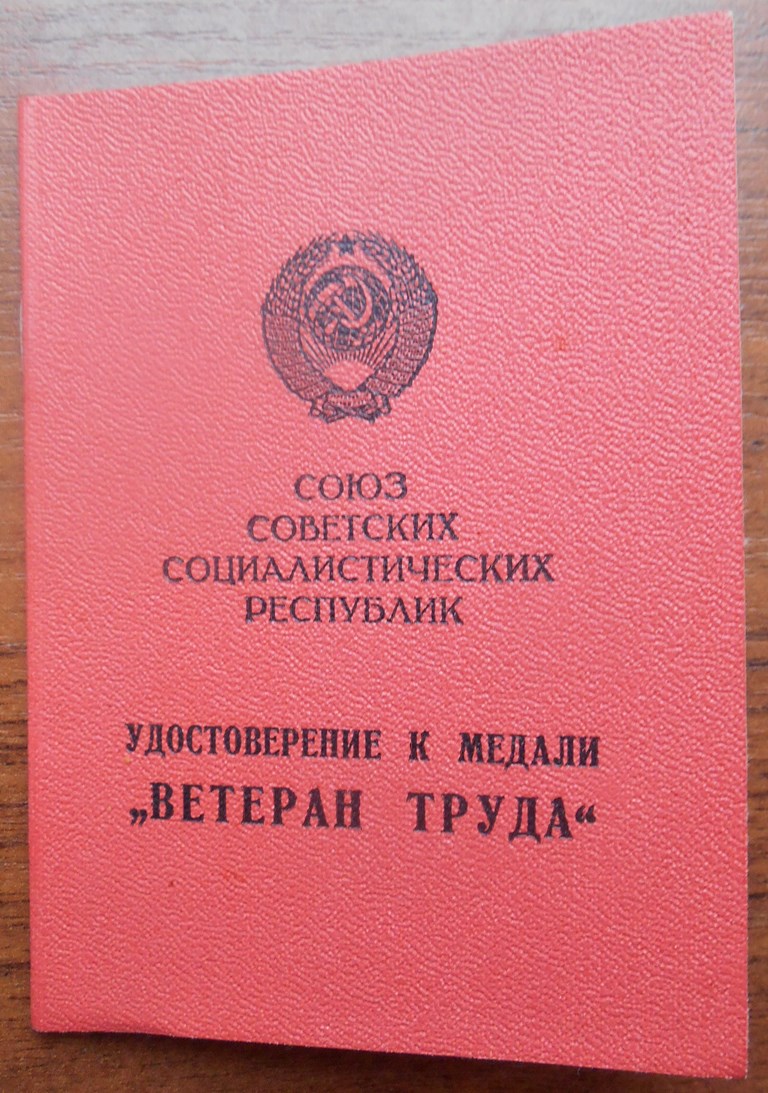 СОЮЗ
СОВЕТСКИХ
СОЦИАЛИСТИЧЕСКИХ
РЕСПУБЛИК
УДОСТОВЕРЕНИЕ К МЕДАЛИ
„ВЕТЕРАН ТРУДА“